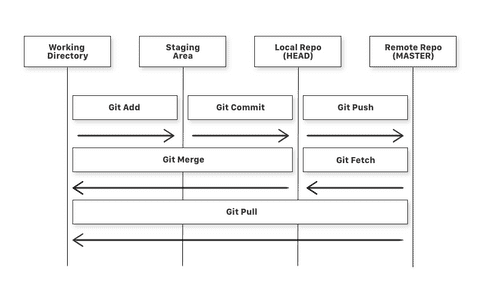 Working
Directory
Staging
Area
Local Repo
(HEAD)
Remote Repo
(MASTER)
Git Add
Git Commit
Git Push
Git Merge
Git Fetch
Git Pull